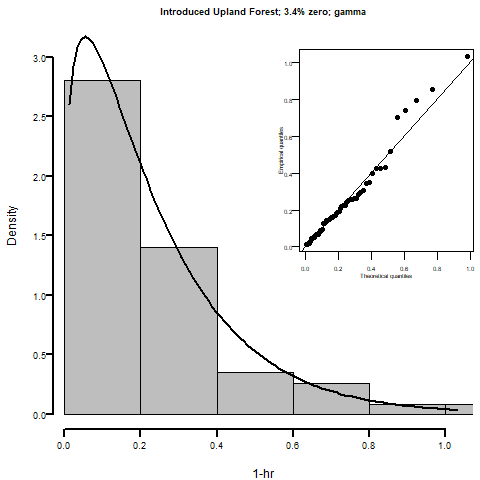 Introduced Upland Forest; 3.4% zero; gamma
Density
3.0
2.5
2.0
1.5
1.0
0.5
0.0
0.0 0.2 0.4 0.6 0.8 1.0
1-hr
Empirical quantiles
1.0
0.8
0.6
0.4
0.2
0.0
0.0 0.2 0.4 0.6 0.8 1.0
Theoretical quantiles